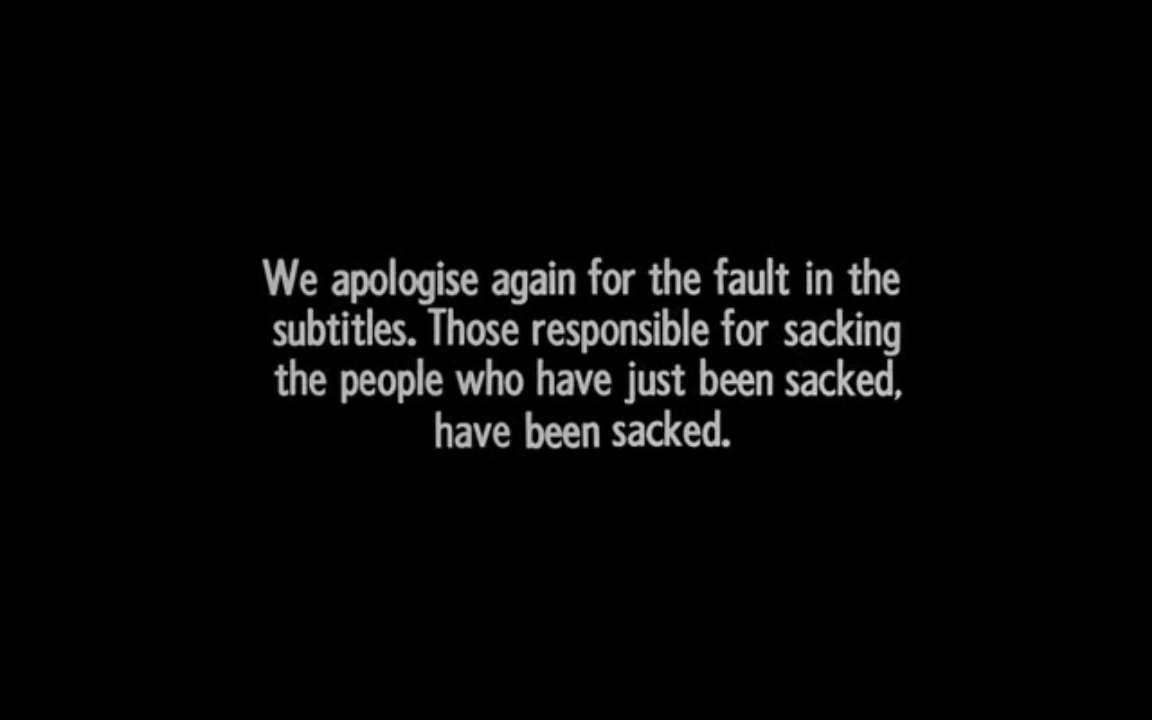 We apologise again for the fault in the
subtitles. Those responsible for sacking
the people who have just been sacked,
have been sacked.